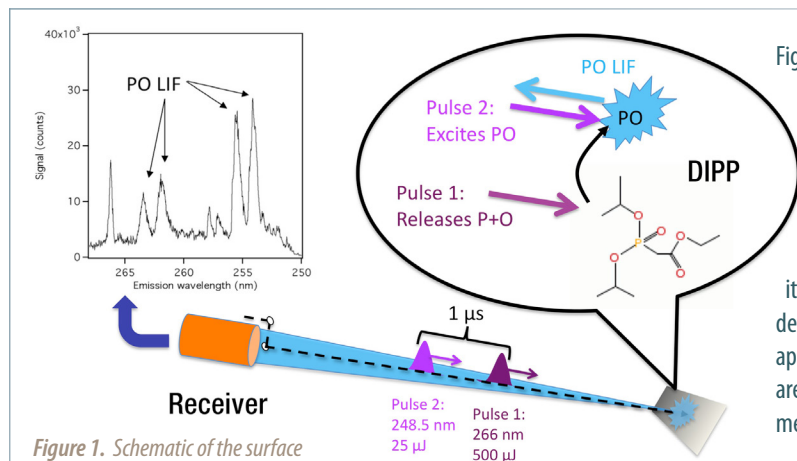 40x10³
30
20
10
0
Signal (counts)
PO LIF
265
260
255
250
Emission wavelength (nm)
PO LIF
Pulse 2:
Excites PO
PO
DIPP
Pulse 1:
Releases P+O
O
O
P
O
O
O
O
1 µs
Receiver
Pulse 2:
248.5 nm
25 µJ
Pulse 1:
266 nm
500 µJ
Figure 1. Schematic of the surface
Fig
it
de
ap
are
me